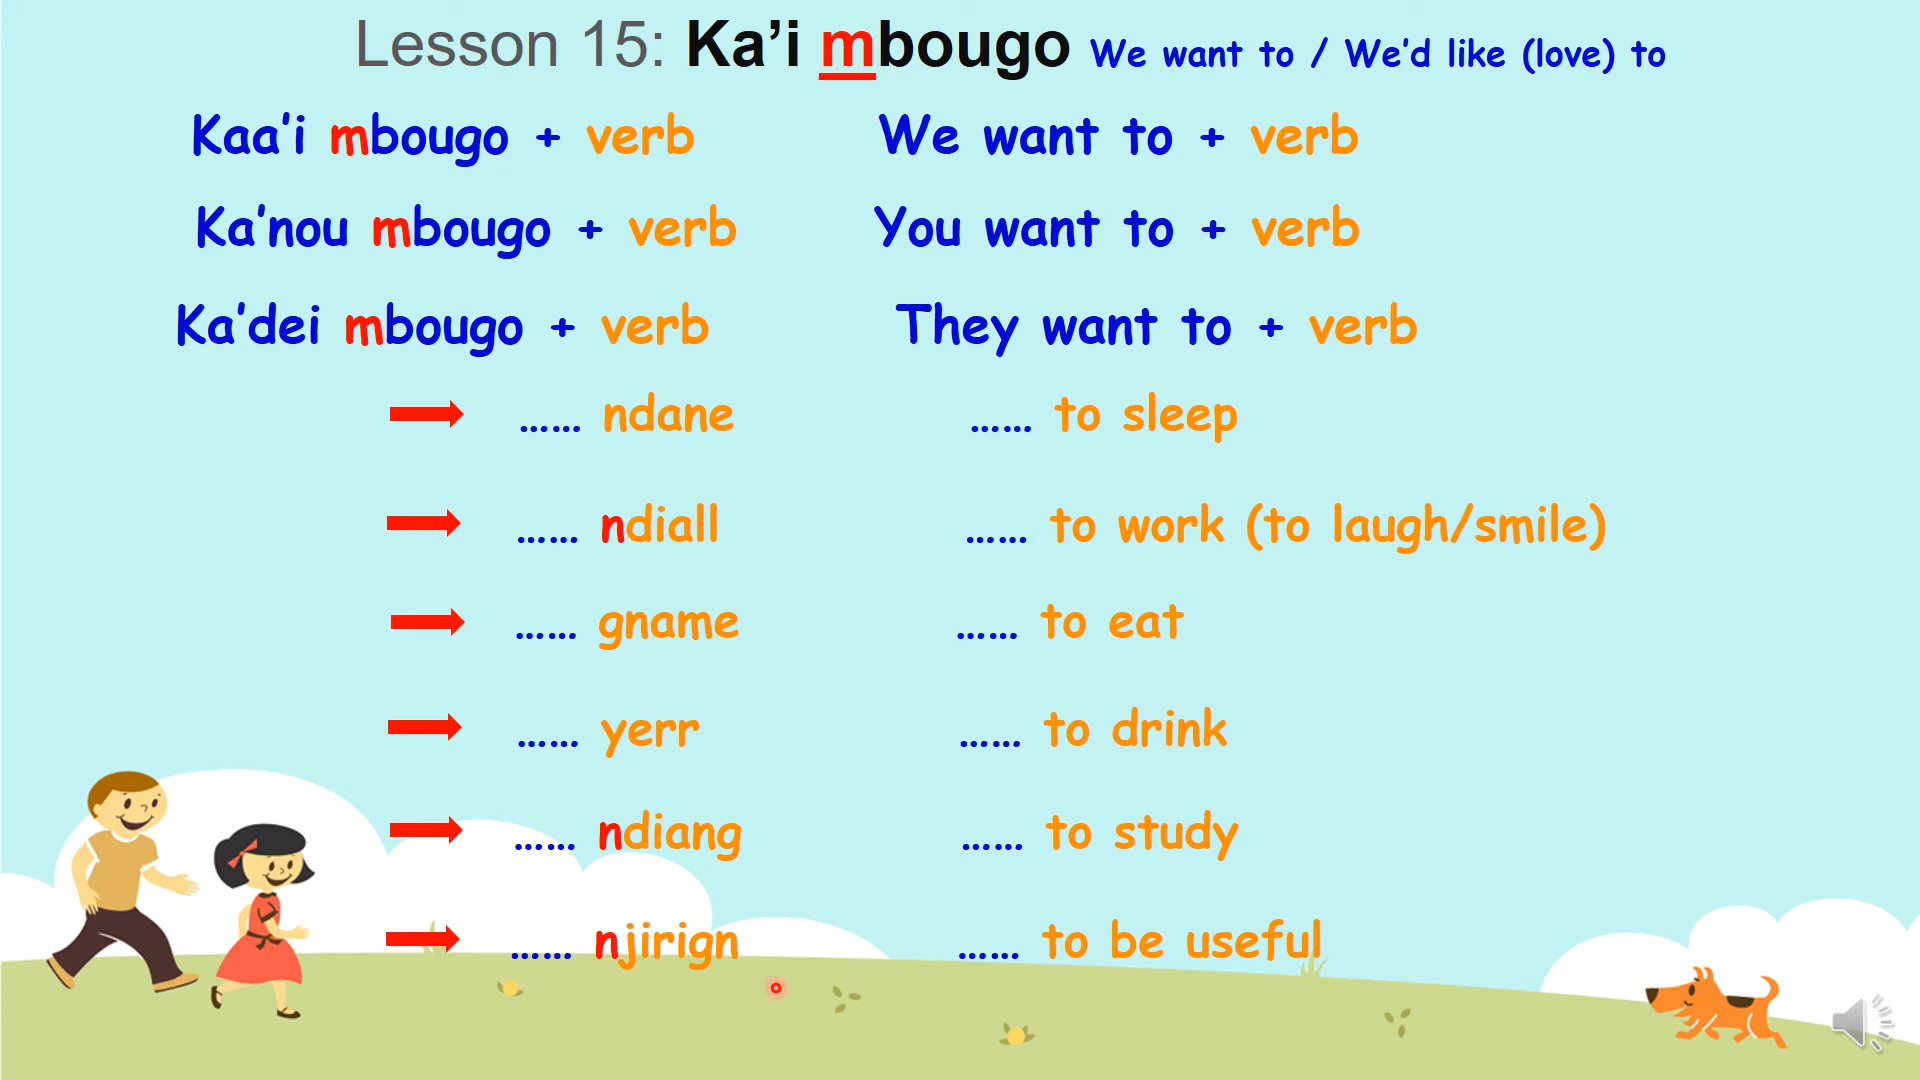 Lesson 15: Ka’i mbougo We want to / We’d like (love) to
Kaa’i mbougo + verb We want to + verb
Ka’nou mbougo + verb You want to + verb
Ka’dei mbougo + verb They want to + verb
...... ndane ...... to sleep
...... ndiall ...... to work (to laugh/smile)
...... gname ...... to eat
...... yerr ...... to drink
...... ndiang ...... to study
...... njirign ...... to be useful